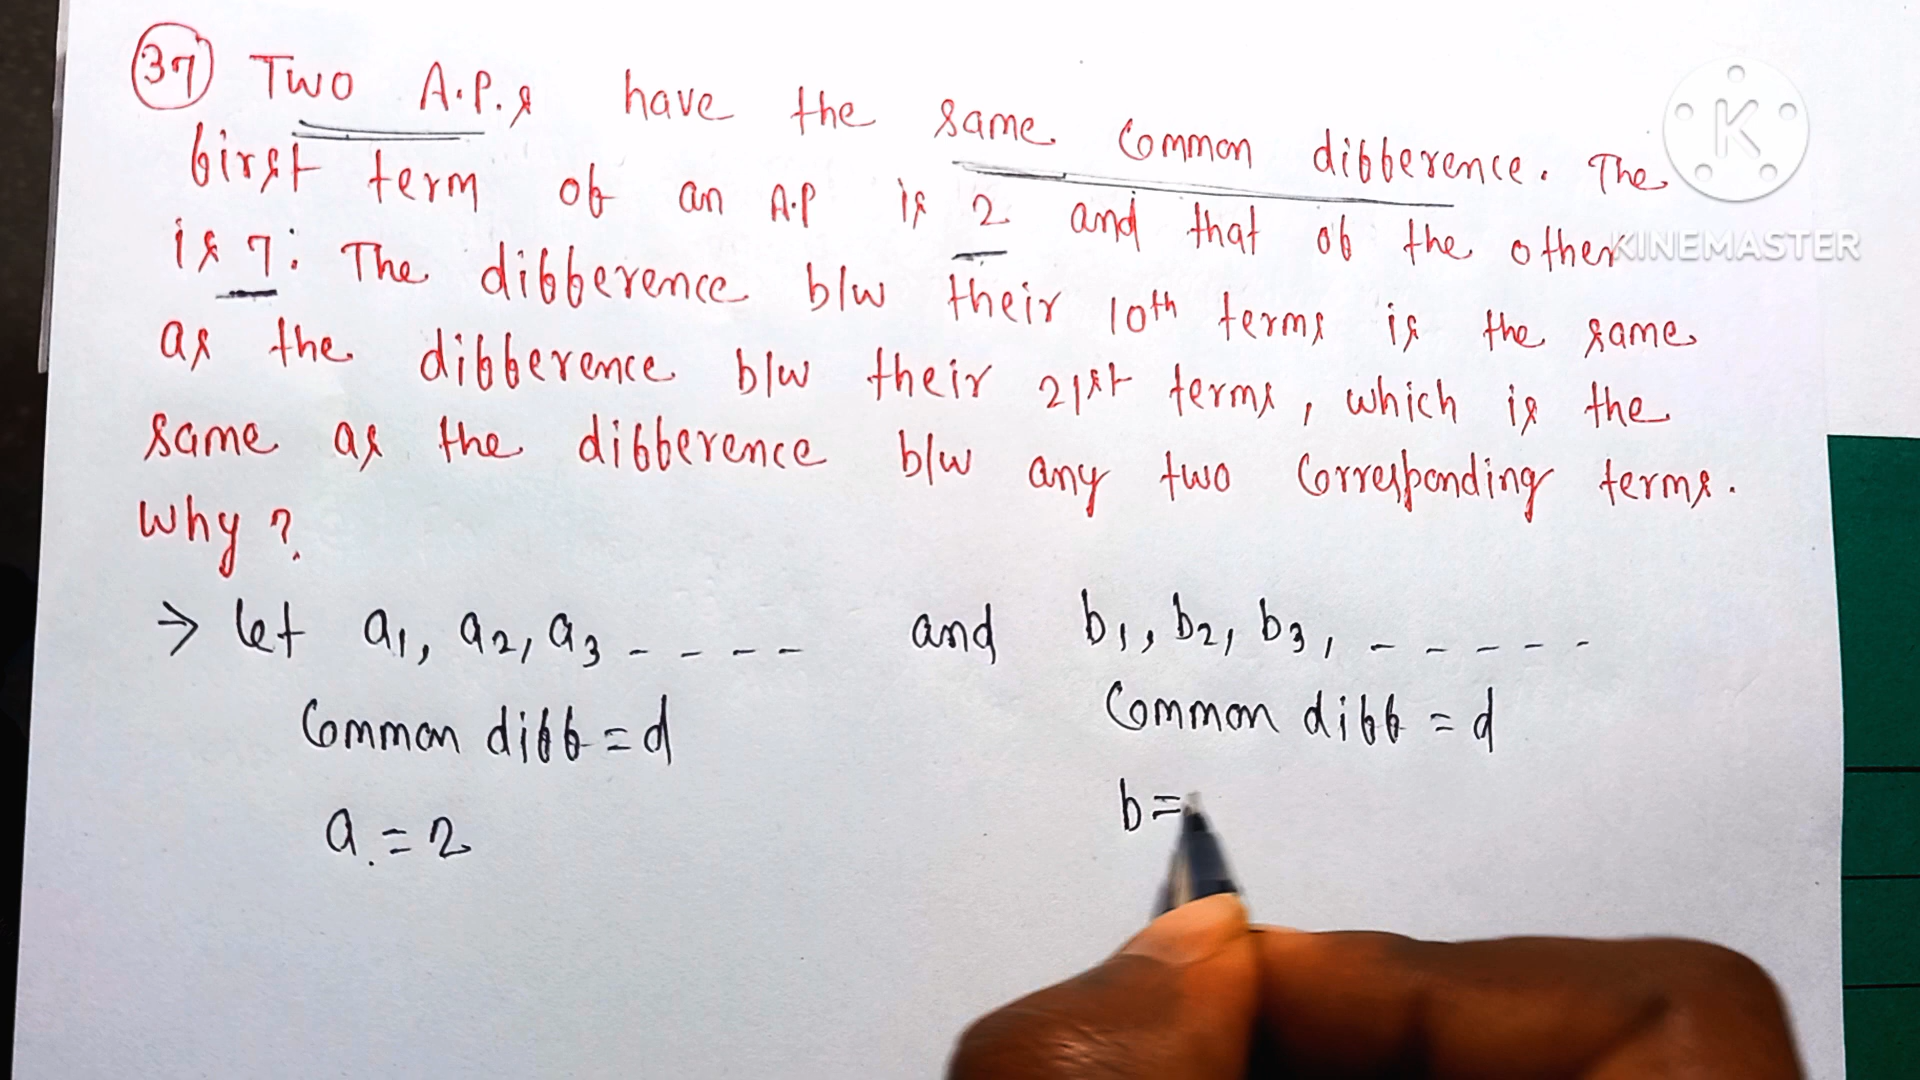 37 Two A.P.s have the same common difference. The
first term of an A.P is 2 and that of the other
is 7: The difference b/w their 10th terms is the same
as the difference b/w their 21st terms, which is the
same as the difference b/w any two corresponding terms.
Why?
→ let a1, a2, a3 - - - - and b1, b2, b3, - - - - -
Common diff = d Common diff = d
a = 2 b =
K
KINEMASTER